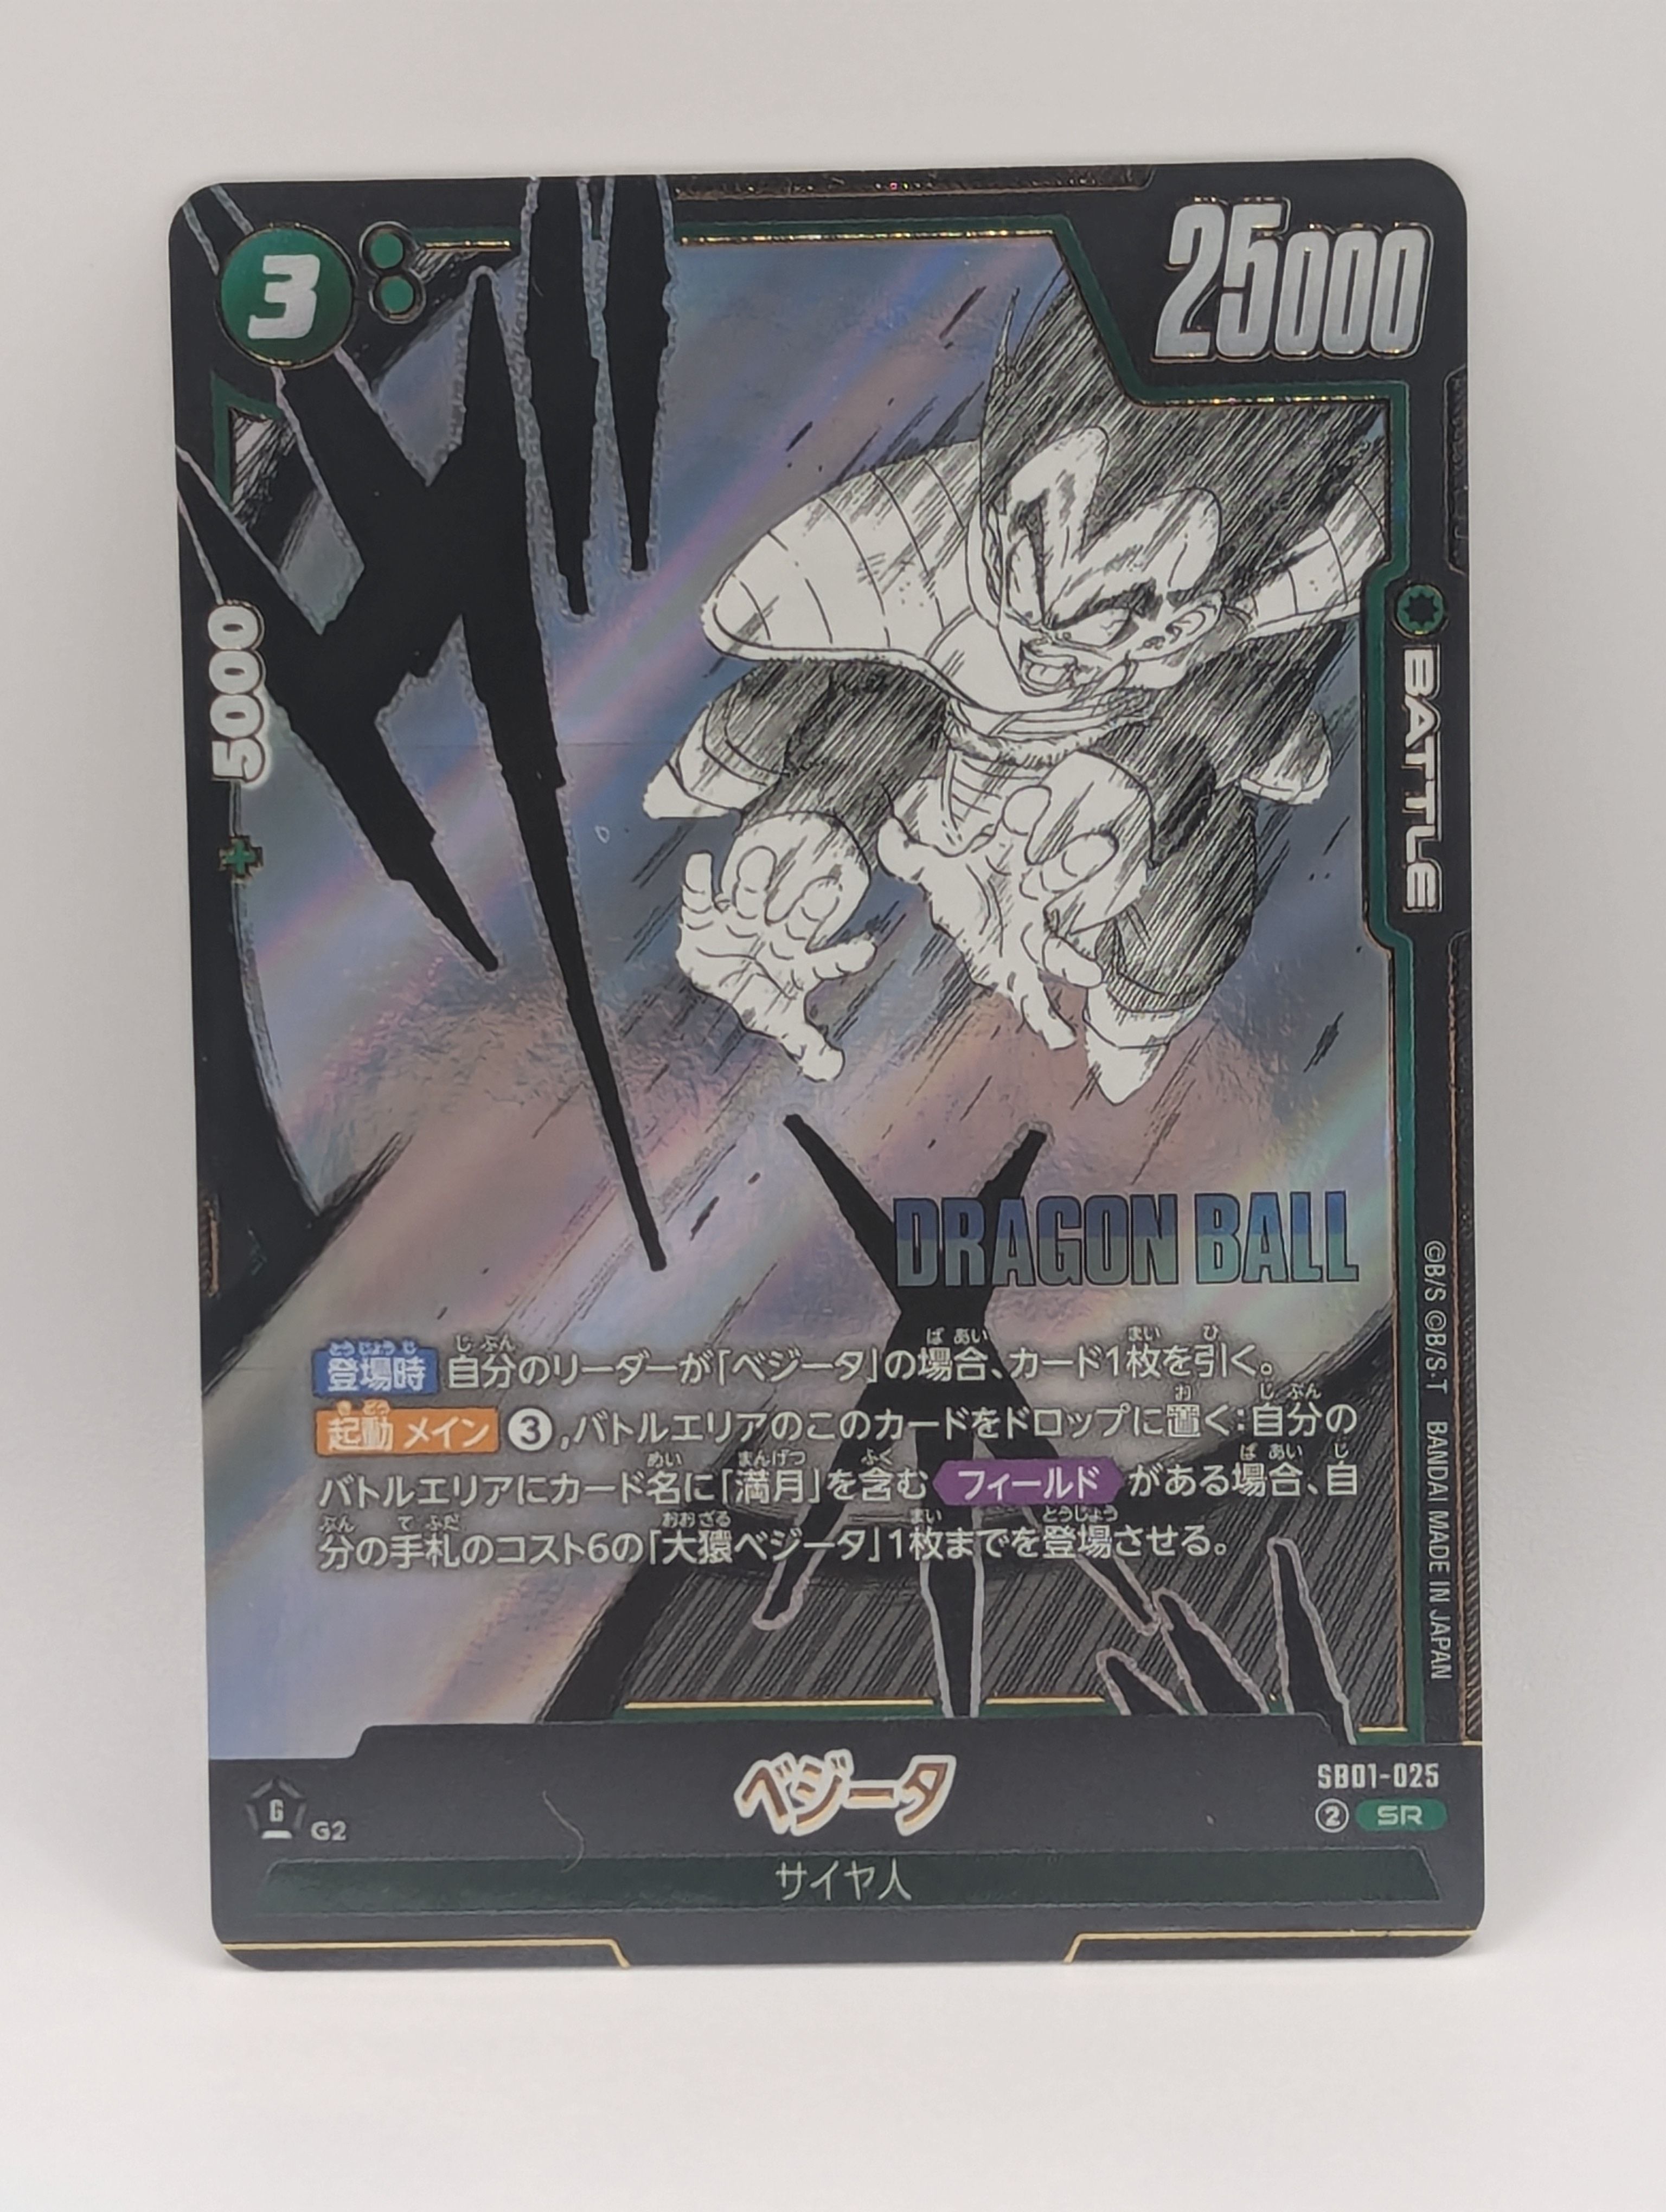 3
25000
5000
+
BATTLE
DRAGON BALL
登場時 自分のリーダーが「ベジータ」の場合、カード1枚を引く。
起動メイン ③,バトルエリアのこのカードをドロップに置く:自分の
バトルエリアにカード名に「満月」を含む フィールド がある場合、自
分の手札のコスト6の「大猿ベジータ」1枚までを登場させる。
©B/S ©B/S·T BANDAI MADE IN JAPAN
ベジータ
サイヤ人
G
G2
SB01-025
② SR